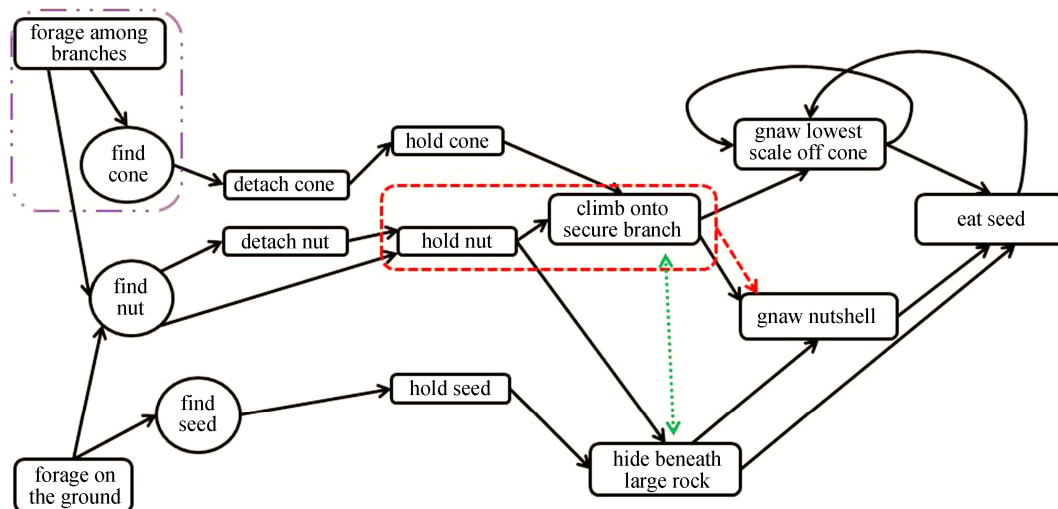 forage among
branches
find
cone
detach cone
hold cone
gnaw lowest
scale off cone
climb onto
secure branch
eat seed
detach nut
hold nut
find
nut
gnaw nutshell
find
seed
hold seed
hide beneath
large rock
forage on
the ground